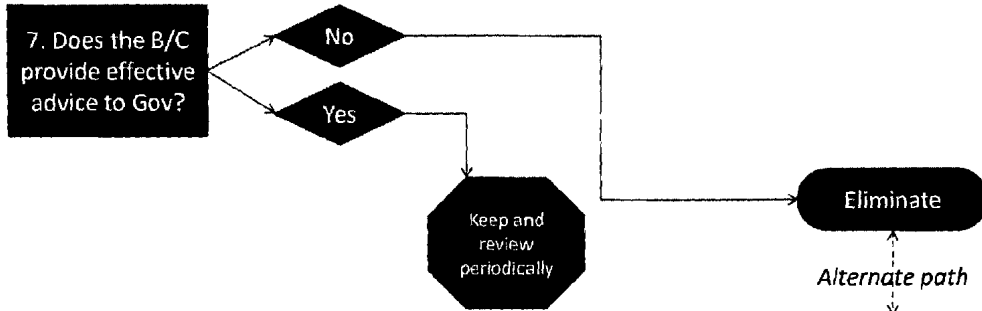 7. Does the B/C
provide effective
advice to Gov?
No
Yes
Keep and
review
periodically
Eliminate
Alternate path